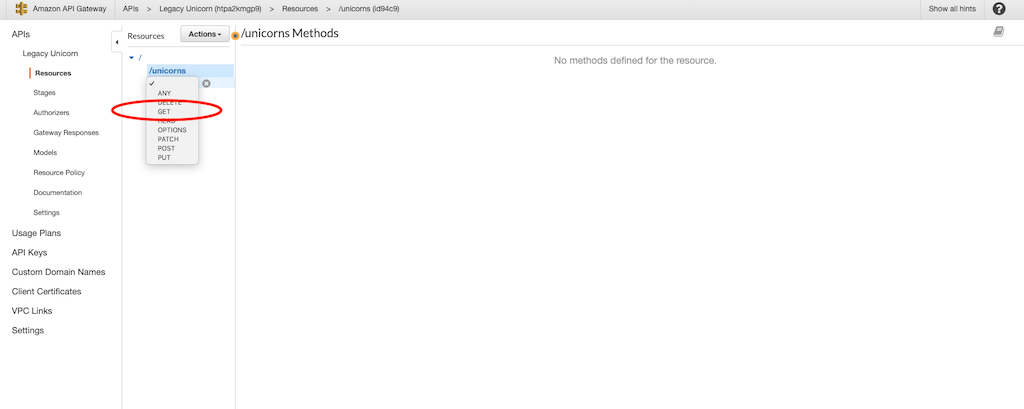 Amazon API Gateway APIs > Legacy Unicorn (htpa2kmgp9) > Resources > /unicorns (id94c9) Show all hints ?
APIs
Legacy Unicorn
Resources
Stages
Authorizers
Gateway Responses
Models
Resource Policy
Documentation
Settings
Usage Plans
API Keys
Custom Domain Names
Client Certificates
VPC Links
Settings
Resources Actions
/
/unicorns
ANY
DELETE
GET
HEAD
OPTIONS
PATCH
POST
PUT
/unicorns Methods
No methods defined for the resource.